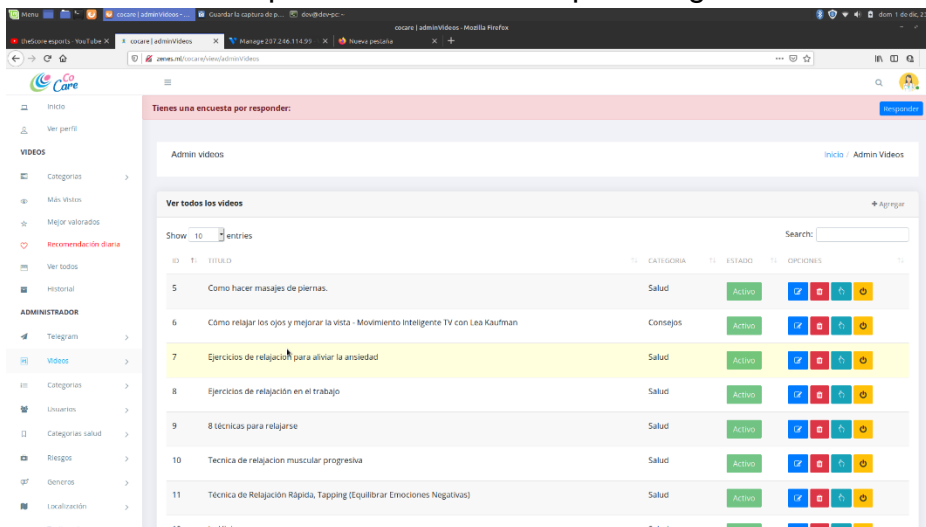 Menu
cocare | adminVideos - ...
Guardar la captura de p...
dev@dev-pc: ~
dom 1 de dic, 2
cocare | adminVideos - Mozilla Firefox
theScore esports - YouTube
cocare | adminVideos
Manage 207.246.114.99
Nueva pestaña
zemes.ml/cocare/view/adminVideos
Co Care
Inicio
Ver perfil
VIDEOS
Categorias
Más Vistos
Mejor valorados
Recomendación diaria
Ver todos
Historial
ADMINISTRADOR
Telegram
Videos
Categorias
Usuarios
Categorias salud
Riesgos
Generos
Localización
Tienes una encuesta por responder:
Responder
Admin videos
Inicio / Admin Videos
Ver todos los videos
+ Agregar
Show 10 entries
Search:
ID TITULO CATEGORIA ESTADO OPCIONES
5 Como hacer masajes de piernas. Salud Activo
6 Cómo relajar los ojos y mejorar la vista - Movimiento Inteligente TV con Lea Kaufman Consejos Activo
7 Ejercicios de relajación para aliviar la ansiedad Salud Activo
8 Ejercicios de relajación en el trabajo Salud Activo
9 8 técnicas para relajarse Salud Activo
10 Tecnica de relajacion muscular progresiva Salud Activo
11 Técnica de Relajación Rápida, Tapping (Equilibrar Emociones Negativas) Salud Activo